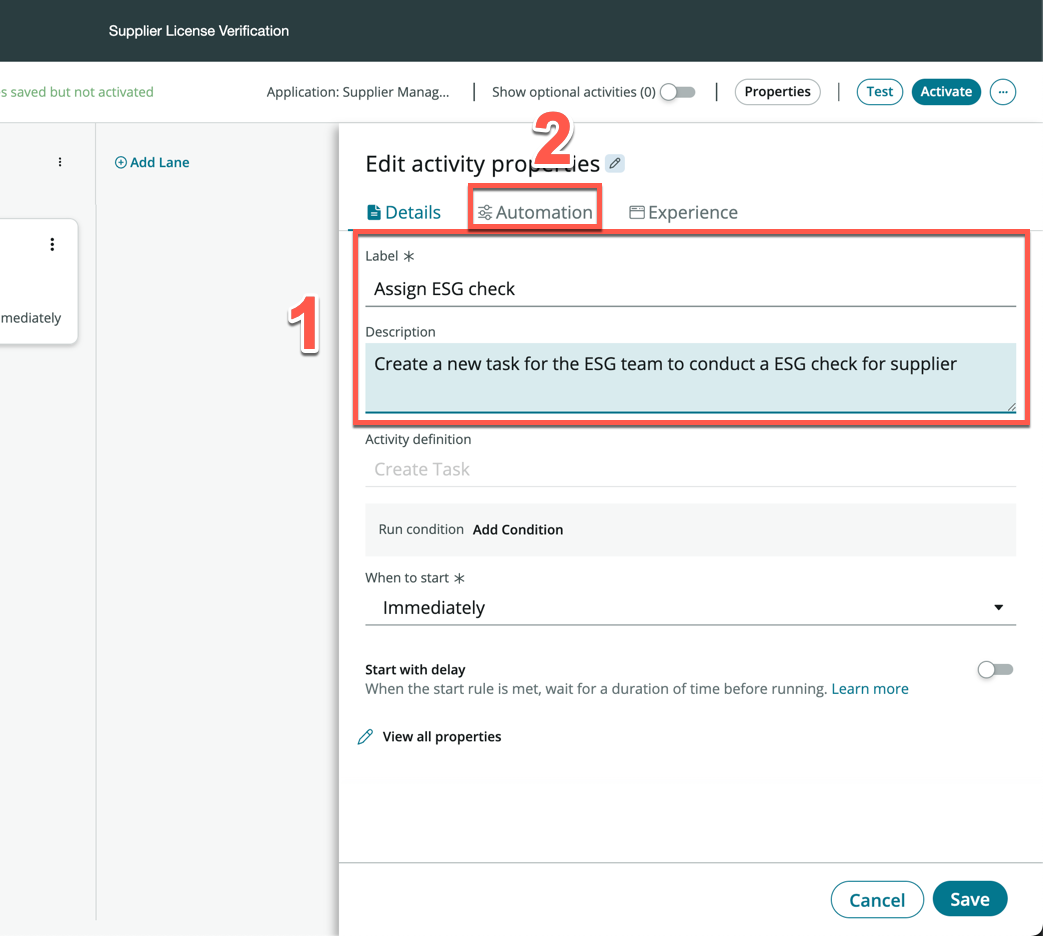 Supplier License Verification
s saved but not activated
Application: Supplier Manag...
Show optional activities (0)
Properties
Test
Activate
Add Lane
2
Edit activity properties
Details
Automation
Experience
1
Label *
Assign ESG check
mediately
Description
Create a new task for the ESG team to conduct a ESG check for supplier
Activity definition
Create Task
Run condition Add Condition
When to start *
Immediately
Start with delay
When the start rule is met, wait for a duration of time before running. Learn more
View all properties
Cancel
Save